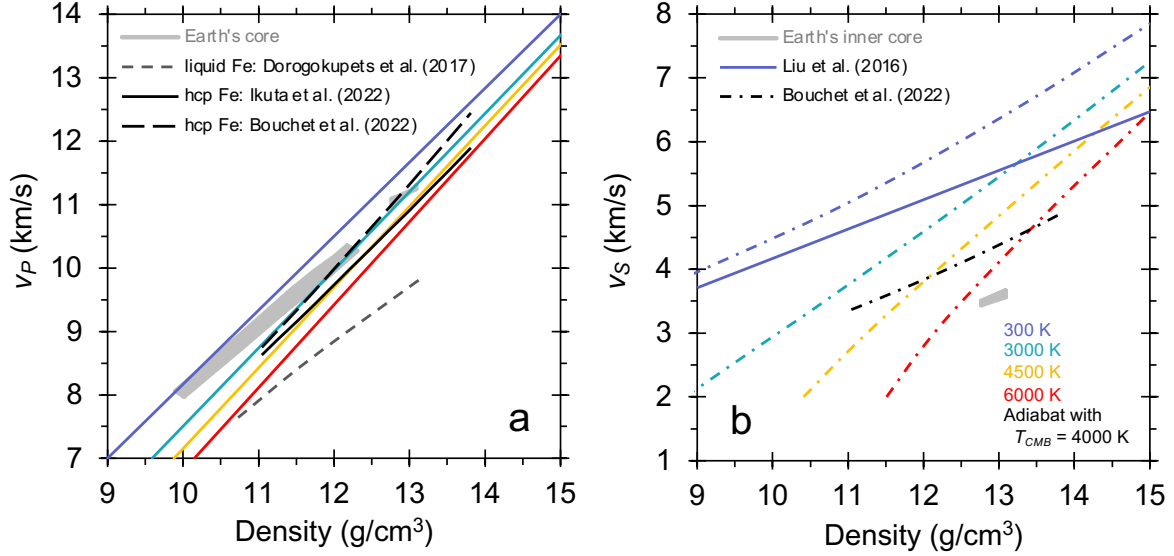 14
13
12
11
10
9
8
7
v_P (km/s)
Earth's core
liquid Fe: Dorogokupets et al. (2017)
hcp Fe: Ikuta et al. (2022)
hcp Fe: Bouchet et al. (2022)
a
9 10 11 12 13 14 15
Density (g/cm³)
8
7
6
5
4
3
2
1
v_S (km/s)
Earth's inner core
Liu et al. (2016)
Bouchet et al. (2022)
300 K
3000 K
4500 K
6000 K
Adiabat with
T_CMB = 4000 K
b
9 10 11 12 13 14 15
Density (g/cm³)